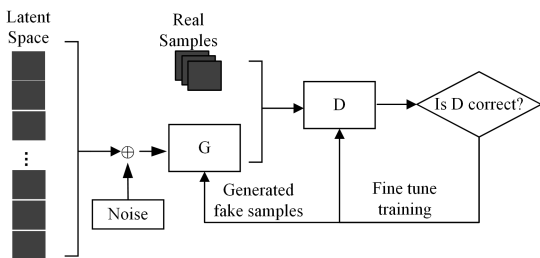 Latent
Space
Real
Samples
D
Is D correct?
⊕
G
...
Noise
Generated
fake samples
Fine tune
training